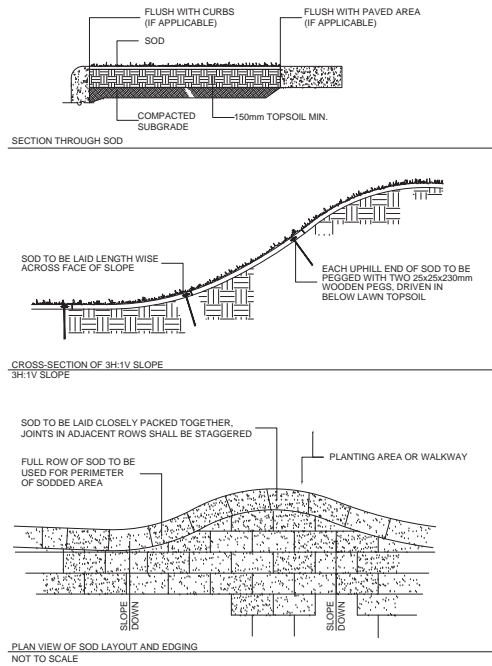 FLUSH WITH CURBS
(IF APPLICABLE)
FLUSH WITH PAVED AREA
(IF APPLICABLE)
SOD
COMPACTED
SUBGRADE
150mm TOPSOIL MIN.
SECTION THROUGH SOD
SOD TO BE LAID LENGTH WISE
ACROSS FACE OF SLOPE
EACH UPHILL END OF SOD TO BE
PEGGED WITH TWO 25x25x230mm
WOODEN PEGS, DRIVEN IN
BELOW LAWN TOPSOIL
CROSS-SECTION OF 3H:1V SLOPE
3H:1V SLOPE
SOD TO BE LAID CLOSELY PACKED TOGETHER,
JOINTS IN ADJACENT ROWS SHALL BE STAGGERED
FULL ROW OF SOD TO BE
USED FOR PERIMETER
OF SODDED AREA
PLANTING AREA OR WALKWAY
SLOPE
DOWN
SLOPE
DOWN
PLAN VIEW OF SOD LAYOUT AND EDGING
NOT TO SCALE